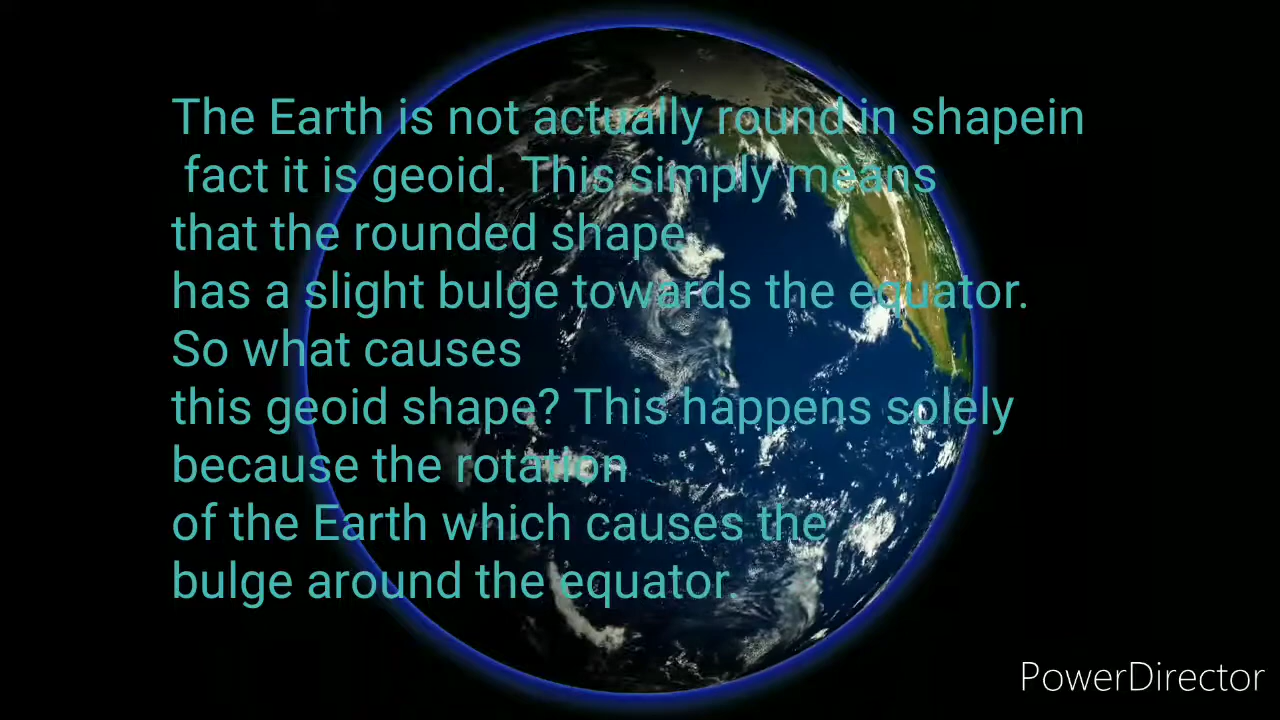 The Earth is not actually round in shapein
fact it is geoid. This simply means
that the rounded shape
has a slight bulge towards the equator.
So what causes
this geoid shape? This happens solely
because the rotation
of the Earth which causes the
bulge around the equator.
PowerDirector